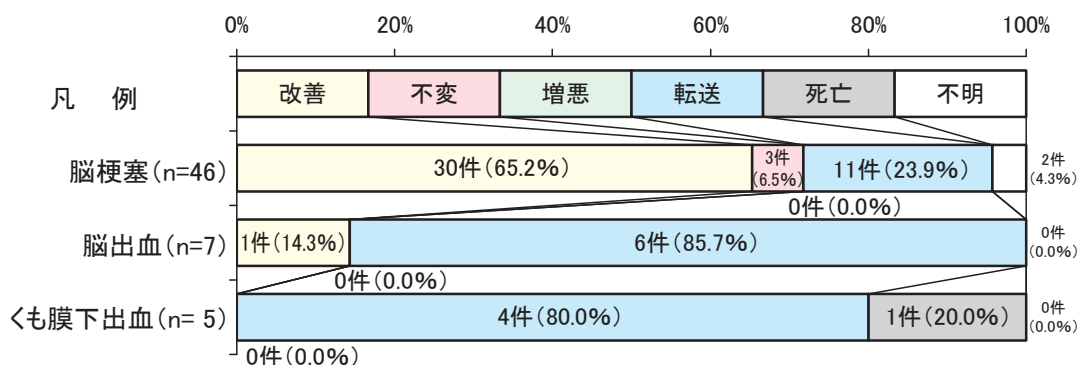 0% 20% 40% 60% 80% 100%
凡 例 改善 不変 増悪 転送 死亡 不明
脳梗塞(n=46) 30件(65.2%) 3件(6.5%) 11件(23.9%) 2件(4.3%)
0件(0.0%)
脳出血(n=7) 1件(14.3%) 6件(85.7%) 0件(0.0%)
0件(0.0%)
くも膜下出血(n= 5) 4件(80.0%) 1件(20.0%) 0件(0.0%)
0件(0.0%)